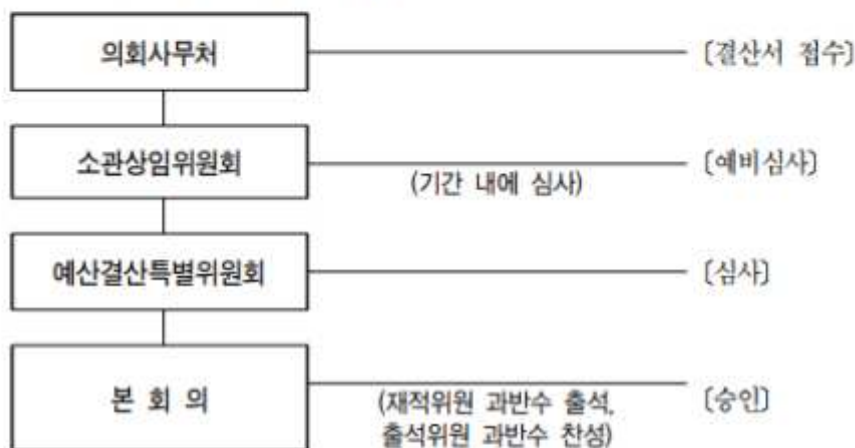 의회사무처 〔결산서 접수〕
소관상임위원회 〔예비심사〕
(기간 내에 심사)
예산결산특별위원회 〔심사〕
본 회 의 〔승인〕
(재적위원 과반수 출석,
출석위원 과반수 찬성)